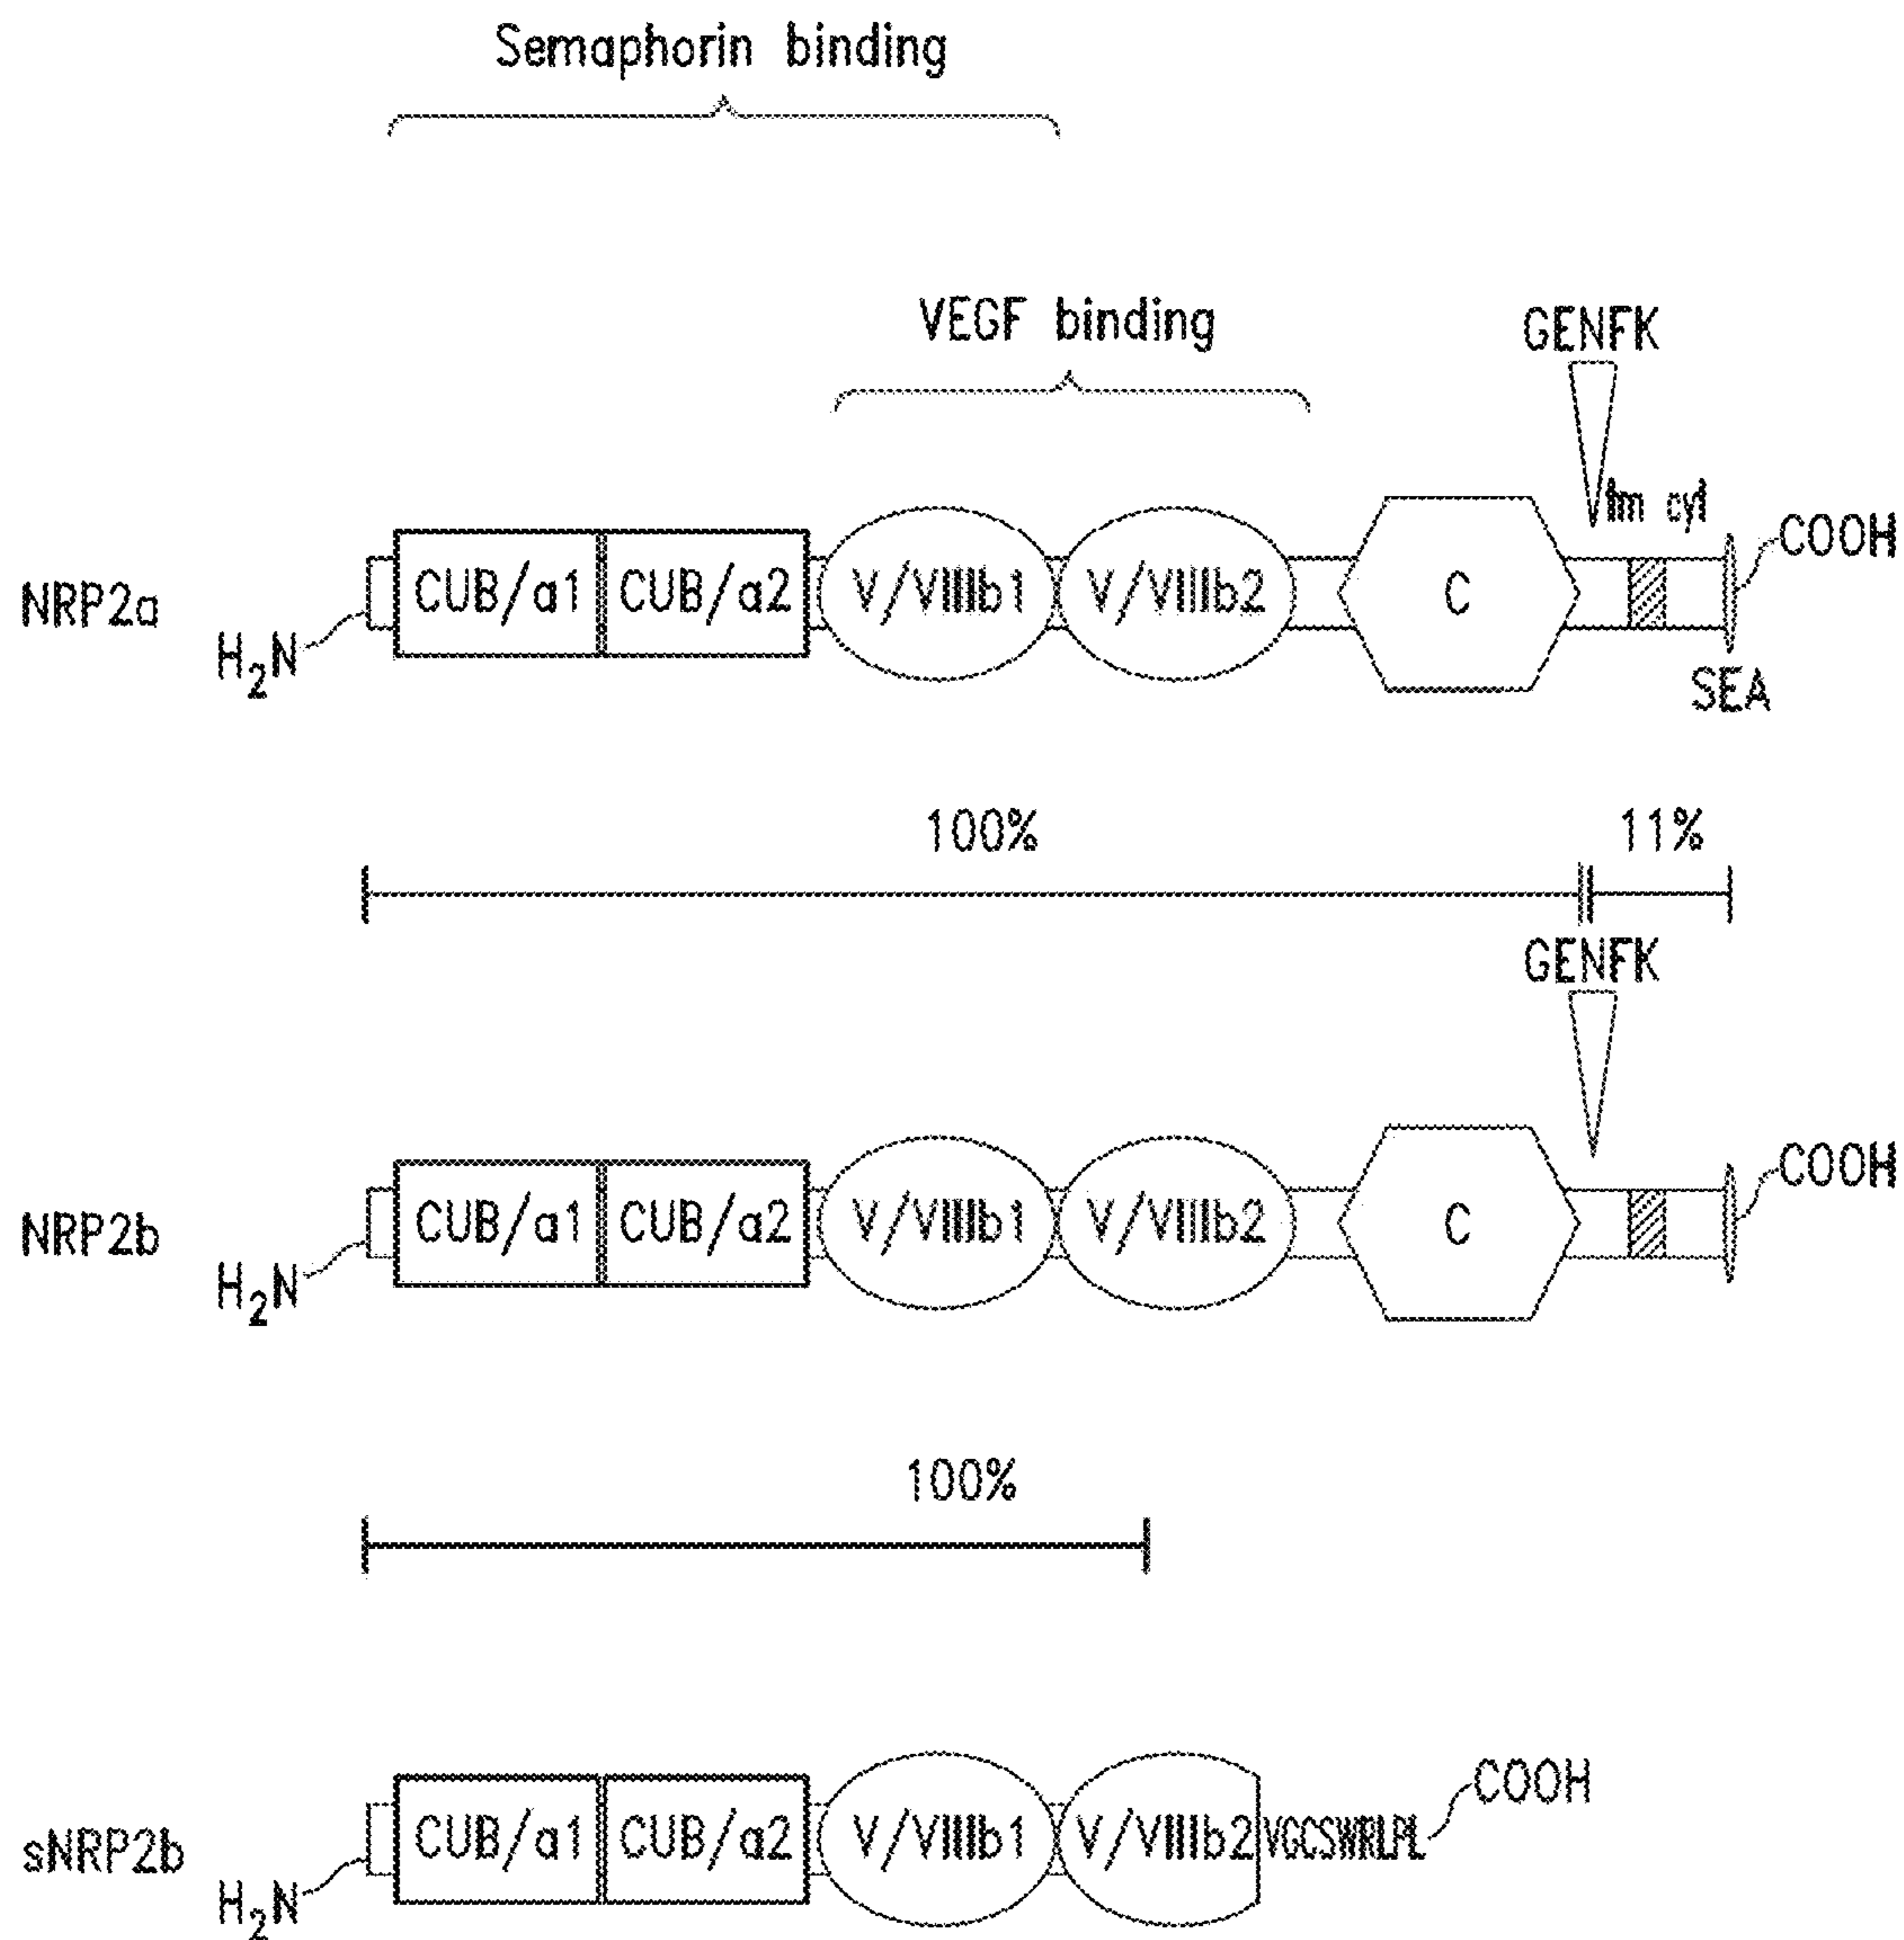 Semaphorin binding
VEGF binding
GENFK
tm cyt
NRP2a
H2N
CUB/a1
CUB/a2
V/VIIIb1
V/VIIIb2
C
COOH
SEA
100%
11%
GENFK
NRP2b
H2N
CUB/a1
CUB/a2
V/VIIIb1
V/VIIIb2
C
COOH
100%
sNRP2b
H2N
CUB/a1
CUB/a2
V/VIIIb1
V/VIIIb2
VGCSWRLPL
COOH